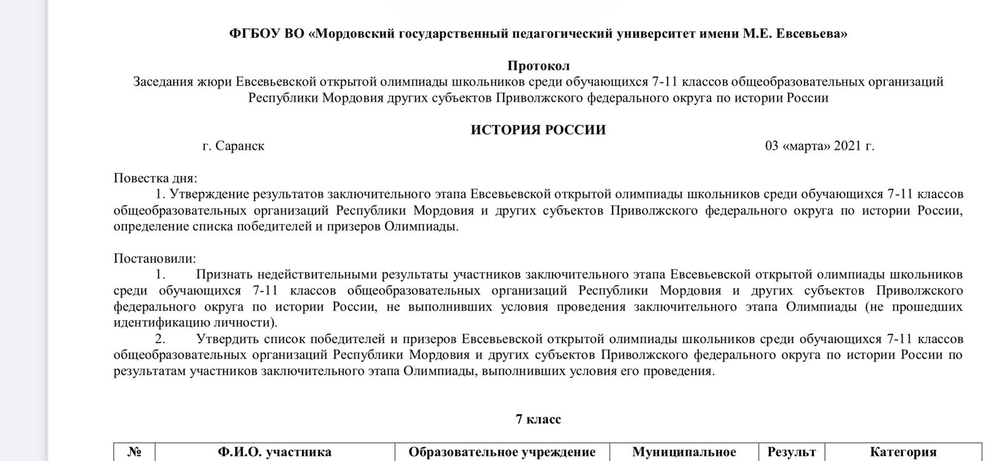 ФГБОУ ВО «Мордовский государственный педагогический университет имени М.Е. Евсевьева»
Протокол
Заседания жюри Евсевьевской открытой олимпиады школьников среди обучающихся 7-11 классов общеобразовательных организаций
Республики Мордовия других субъектов Приволжского федерального округа по истории России
ИСТОРИЯ РОССИИ
г. Саранск 03 «марта» 2021 г.
Повестка дня:
1. Утверждение результатов заключительного этапа Евсевьевской открытой олимпиады школьников среди обучающихся 7-11 классов
общеобразовательных организаций Республики Мордовия и других субъектов Приволжского федерального округа по истории России,
определение списка победителей и призеров Олимпиады.
Постановили:
1. Признать недействительными результаты участников заключительного этапа Евсевьевской открытой олимпиады школьников
среди обучающихся 7-11 классов общеобразовательных организаций Республики Мордовия и других субъектов Приволжского
федерального округа по истории России, не выполнивших условия проведения заключительного этапа Олимпиады (не прошедших
идентификацию личности).
2. Утвердить список победителей и призеров Евсевьевской открытой олимпиады школьников среди обучающихся 7-11 классов
общеобразовательных организаций Республики Мордовия и других субъектов Приволжского федерального округа по истории России по
результатам участников заключительного этапа Олимпиады, выполнивших условия его проведения.
7 класс
№ Ф.И.О. участника Образовательное учреждение Муниципальное Результ Категория